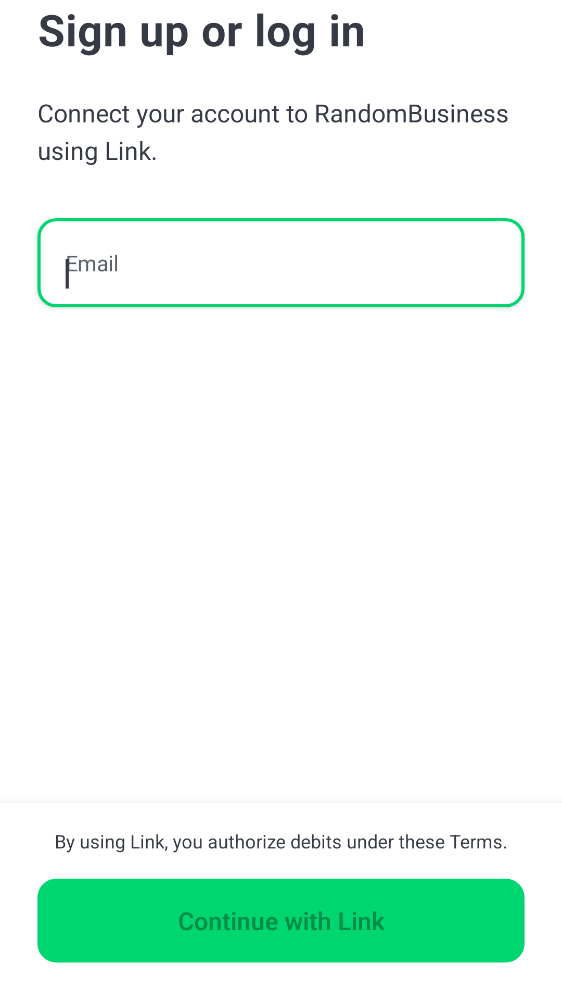 Sign up or log in
Connect your account to RandomBusiness
using Link.
Email
By using Link, you authorize debits under these Terms.
Continue with Link